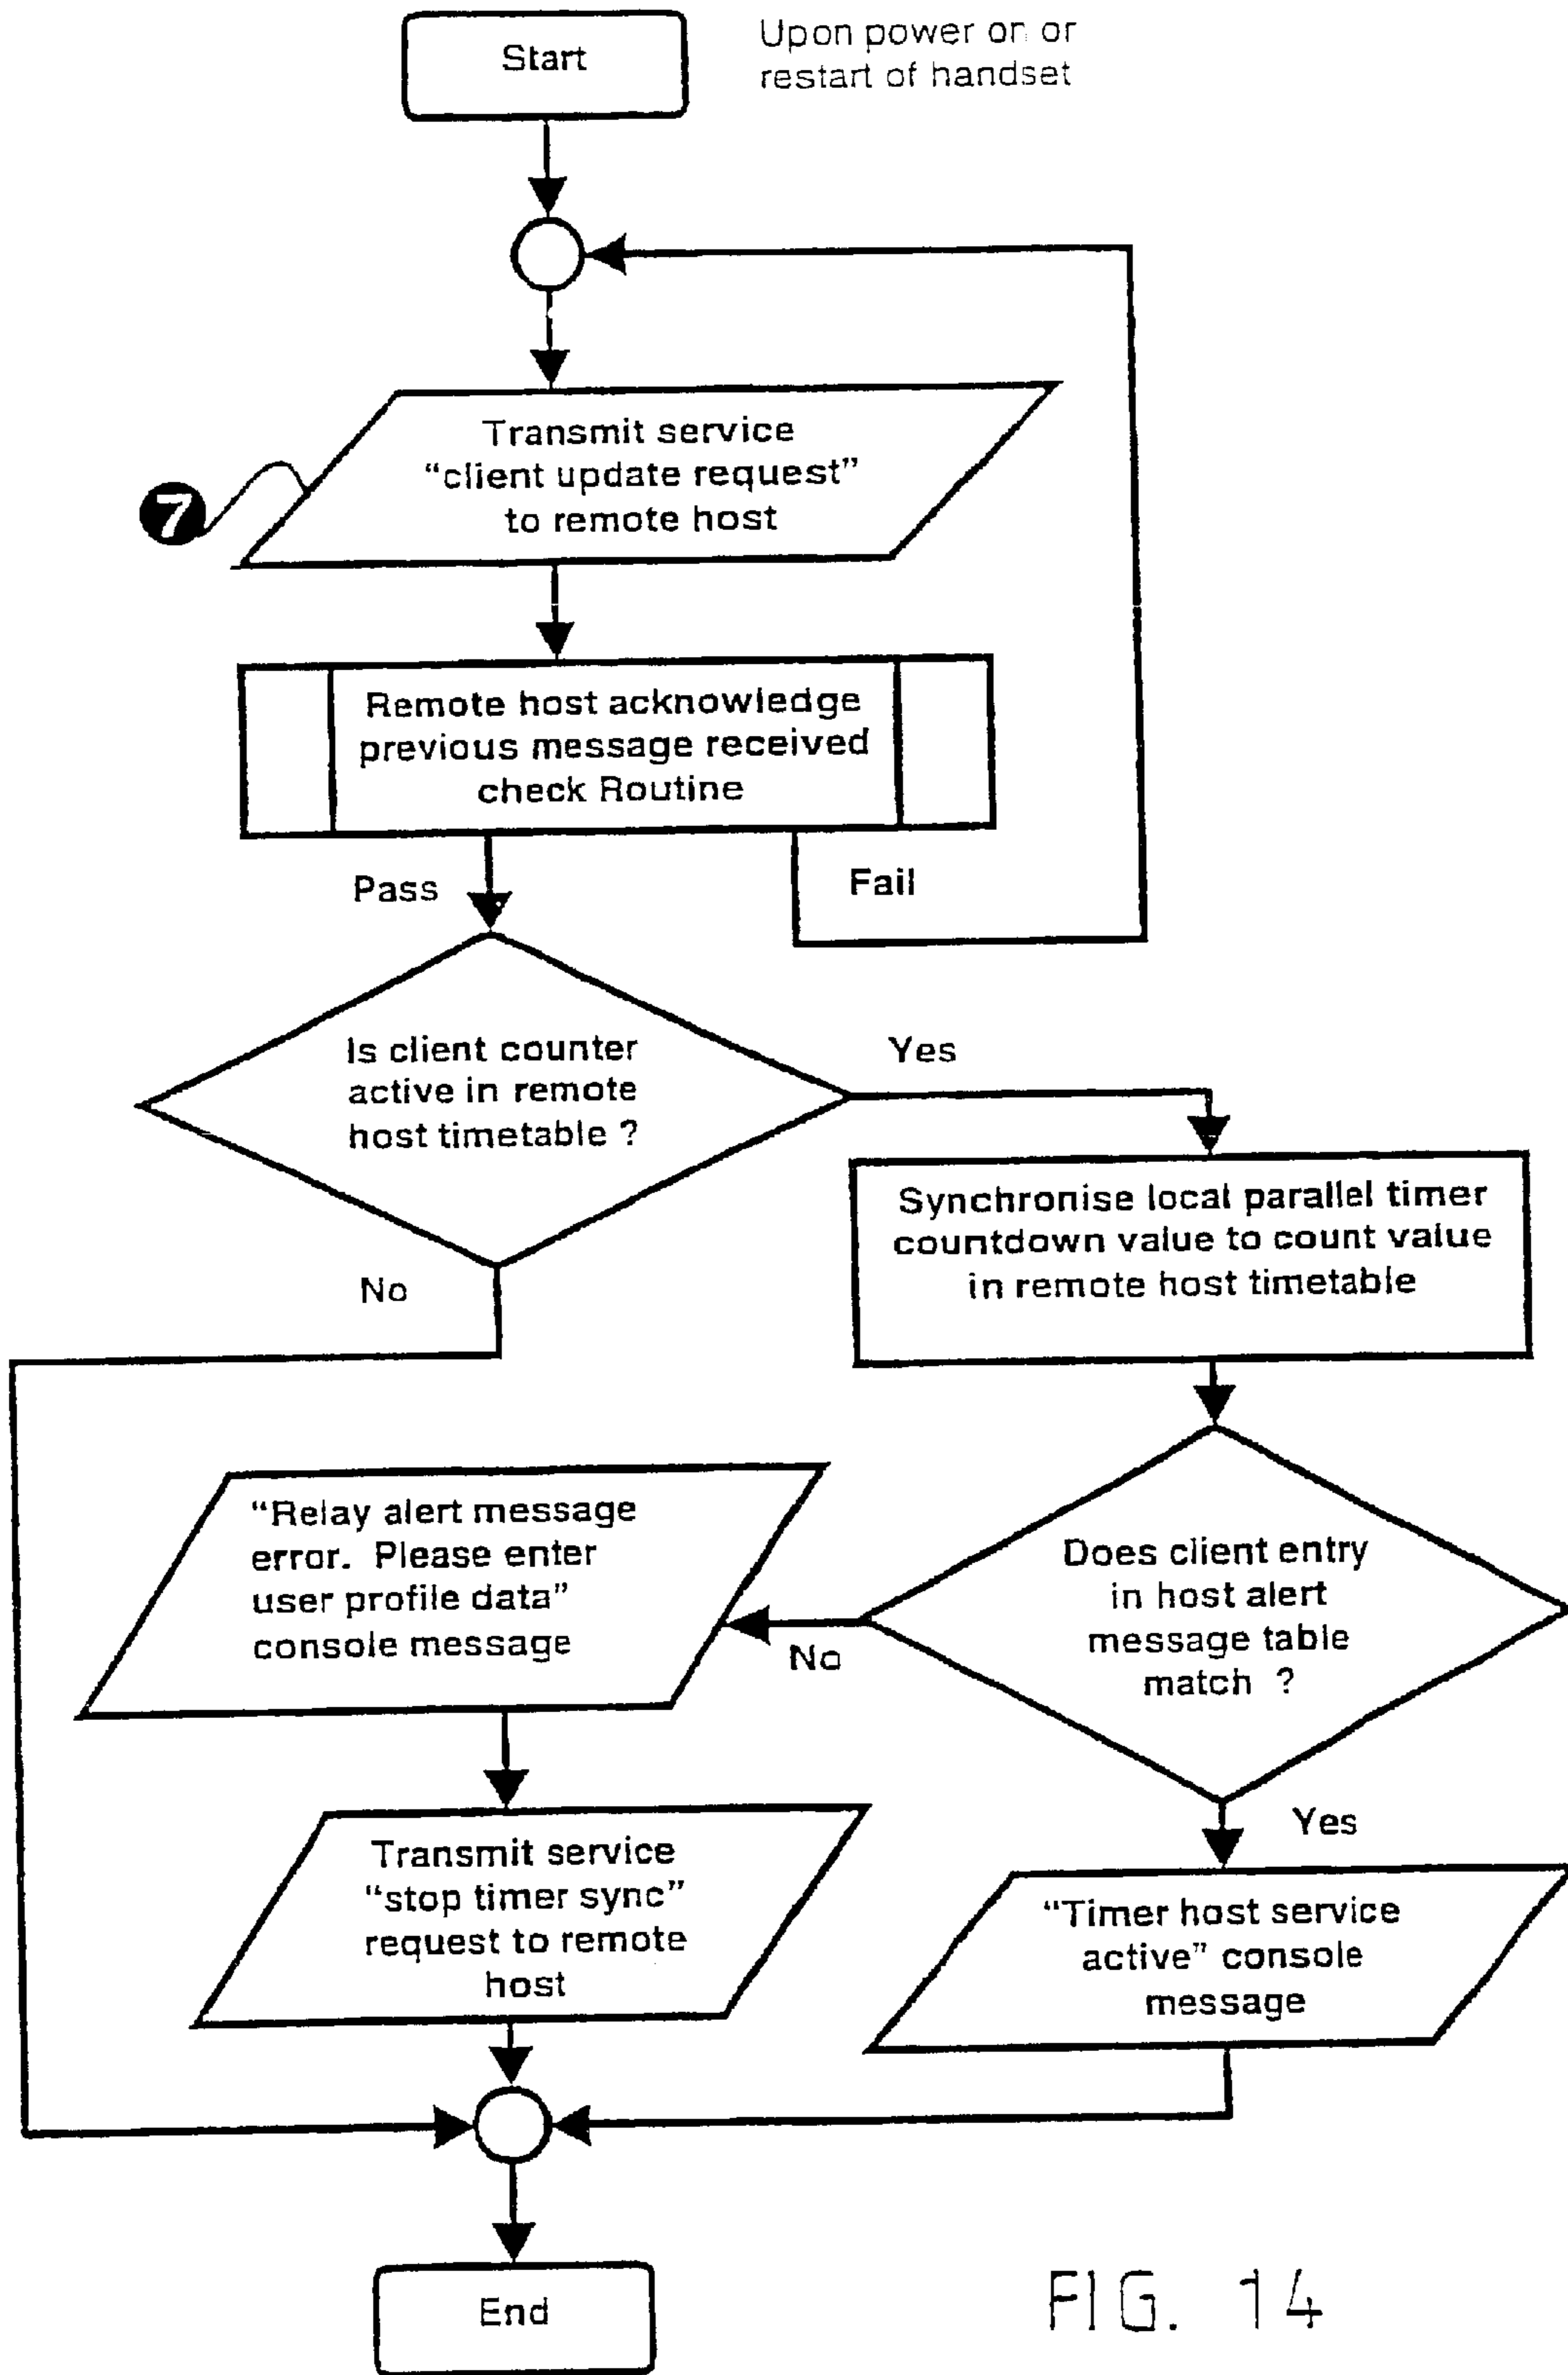 Start
Upon power on or
restart of handset
Transmit service
“client update request”
to remote host
7
Remote host acknowledge
previous message received
check Routine
Pass
Fail
Is client counter
active in remote
host timetable ?
Yes
No
Synchronise local parallel timer
countdown value to count value
in remote host timetable
“Relay alert message
error. Please enter
user profile data”
console message
Does client entry
in host alert
message table
match ?
No
Yes
Transmit service
“stop timer sync”
request to remote
host
“Timer host service
active” console
message
End
FIG. 14